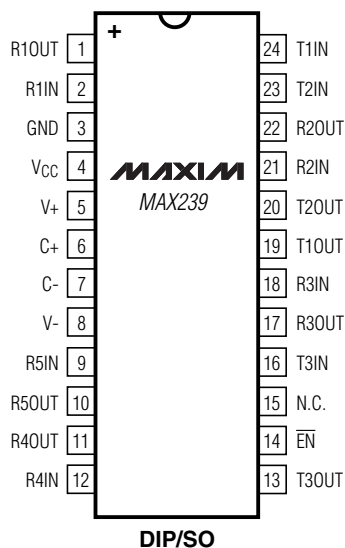 +
R1OUT 1 24 T1IN
R1IN 2 23 T2IN
GND 3 22 R2OUT
VCC 4 MAXIM 21 R2IN
V+ 5 MAX239 20 T2OUT
C+ 6 19 T1OUT
C- 7 18 R3IN
V- 8 17 R3OUT
R5IN 9 16 T3IN
R5OUT 10 15 N.C.
R4OUT 11 14 E̅N̅
R4IN 12 13 T3OUT
DIP/SO